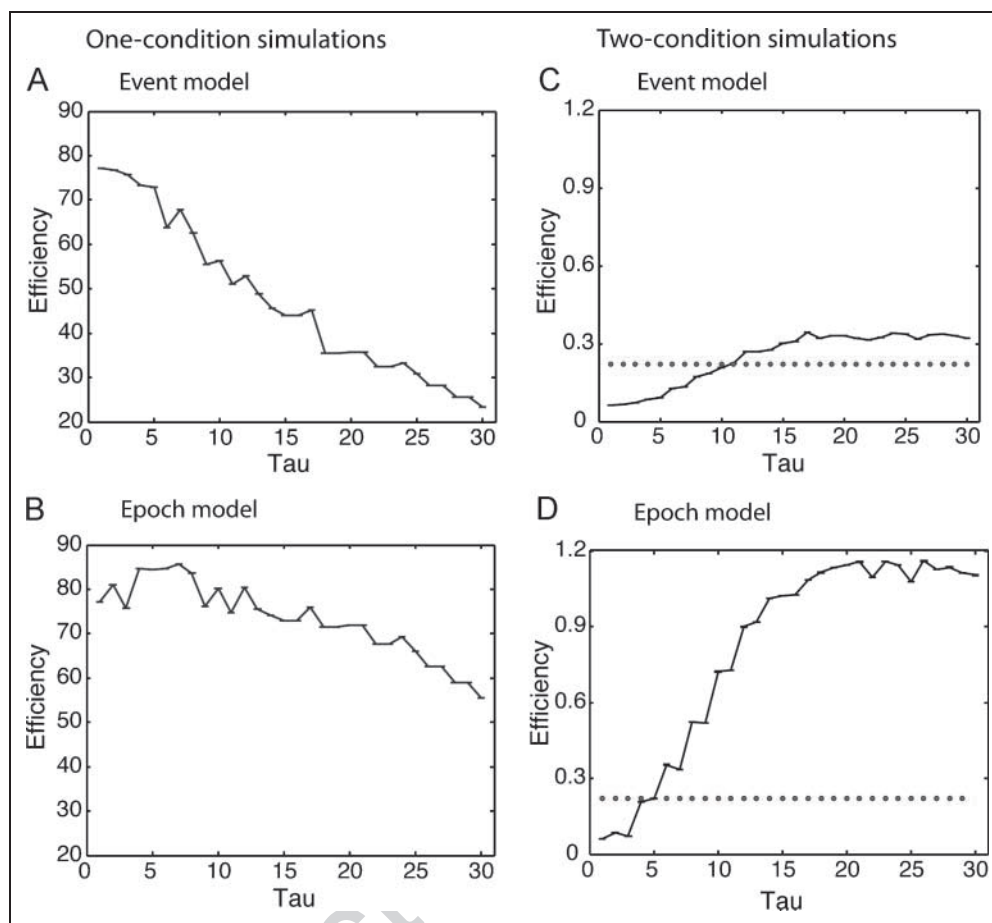 One-condition simulations
Two-condition simulations
A Event model
90
80
70
60
50
40
30
20
Efficiency
0 5 10 15 20 25 30
Tau
C Event model
1.2
0.9
0.6
0.3
0
Efficiency
0 5 10 15 20 25 30
Tau
B Epoch model
90
80
70
60
50
40
30
20
Efficiency
0 5 10 15 20 25 30
Tau
D Epoch model
1.2
0.9
0.6
0.3
0
Efficiency
0 5 10 15 20 25 30
Tau